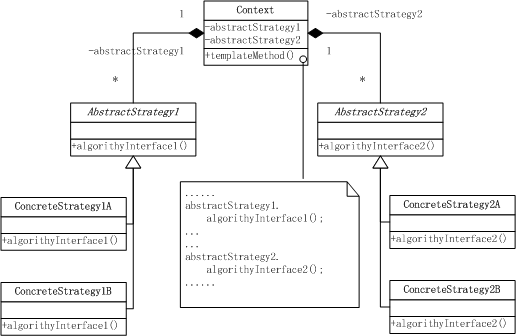 1
Context
-abstractStrategy2
-abstractStrategy1
-abstractStrategy2
-abstractStrategy1
+templateMethod()
1
*
*
AbstractStrategy1
AbstractStrategy2
+algorithyInterface1()
+algorithyInterface2()
ConcreteStrategy1A
+algorithyInterface1()
......
abstractStrategy1.
algorithyInterface1();
...
...
abstractStrategy2.
algorithyInterface2();
......
ConcreteStrategy2A
+algorithyInterface2()
ConcreteStrategy1B
+algorithyInterface1()
ConcreteStrategy2B
+algorithyInterface2()